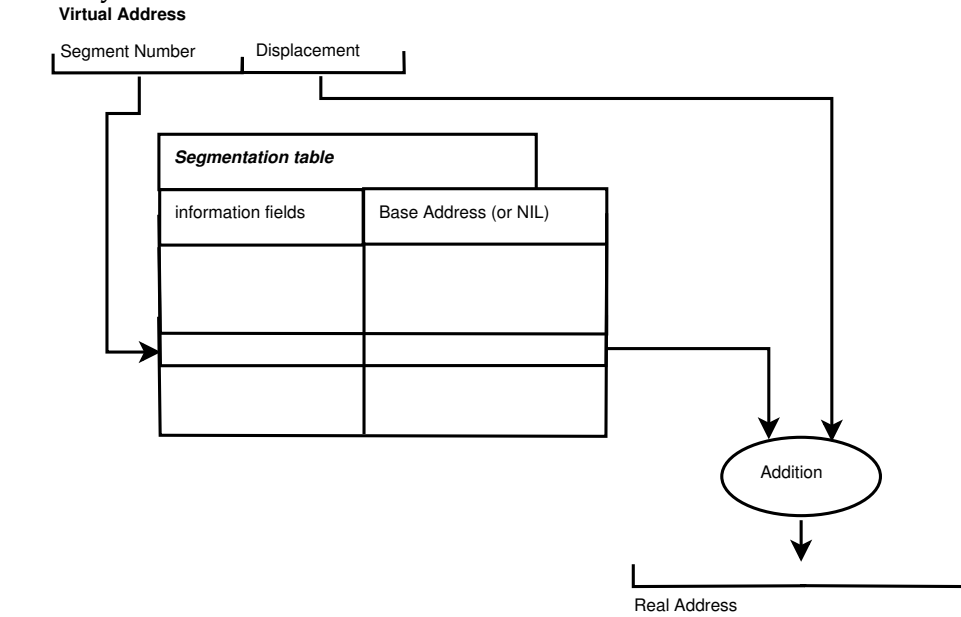 Virtual Address
Segment Number
Displacement
Segmentation table
information fields
Base Address (or NIL)
Addition
Real Address